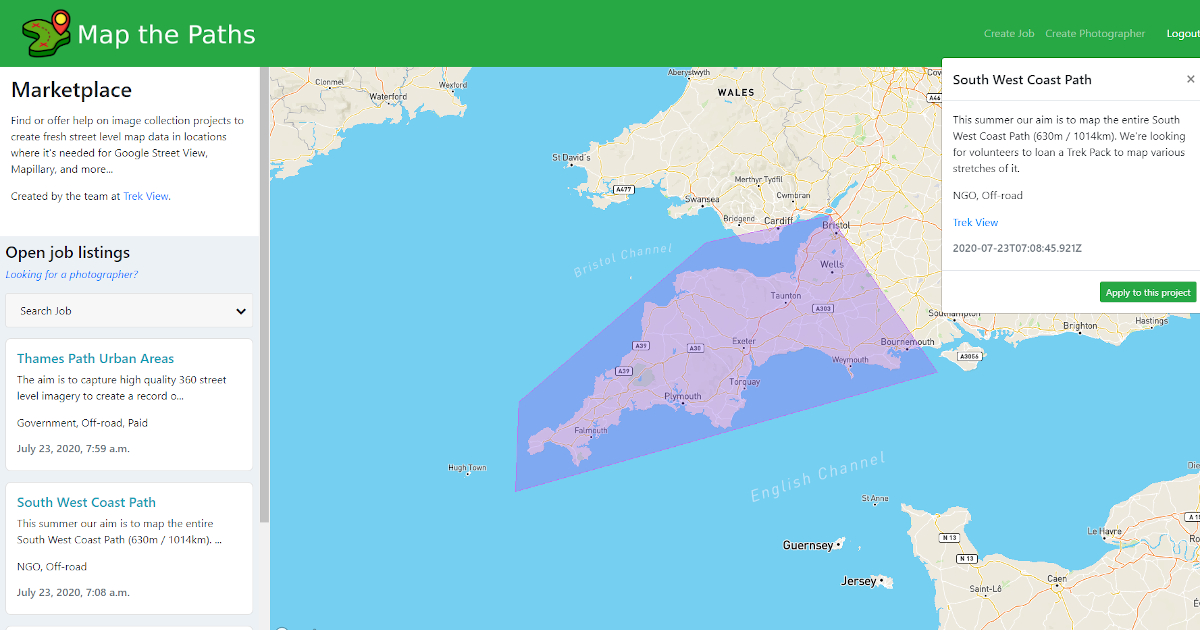 Map the Paths
Create Job Create Photographer Logout
Marketplace
Find or offer help on image collection projects to
create fresh street level map data in locations
where it's needed for Google Street View,
Mapillary, and more...
Created by the team at Trek View.
Open job listings
Looking for a photographer?
Search Job
Thames Path Urban Areas
The aim is to capture high quality 360 street
level imagery to create a record o...
Government, Off-road, Paid
July 23, 2020, 7:59 a.m.
South West Coast Path
This summer our aim is to map the entire
South West Coast Path (630m / 1014km). ...
NGO, Off-road
July 23, 2020, 7:08 a.m.
Clonmel
Waterford
Wexford
Aberystwyth
WALES
A46
St David's
A477
Merthyr Tydfil
Swansea
Cwmbran
Bridgend
Cardiff
Bristol
Bristol Channel
Wells
Taunton
A303
A39
A30
Exeter
Bournemouth
Southampton
Brighton
Hastings
A3056
Weymouth
A39
Torquay
Plymouth
Falmouth
Hugh Town
English Channel
St Anne
Guernsey
Jersey
N 13
N 13
Le Havre
Caen
Saint-Lô
South West Coast Path ×
This summer our aim is to map the entire South
West Coast Path (630m / 1014km). We're looking
for volunteers to loan a Trek Pack to map various
stretches of it.
NGO, Off-road
Trek View
2020-07-23T07:08:45.921Z
Apply to this project